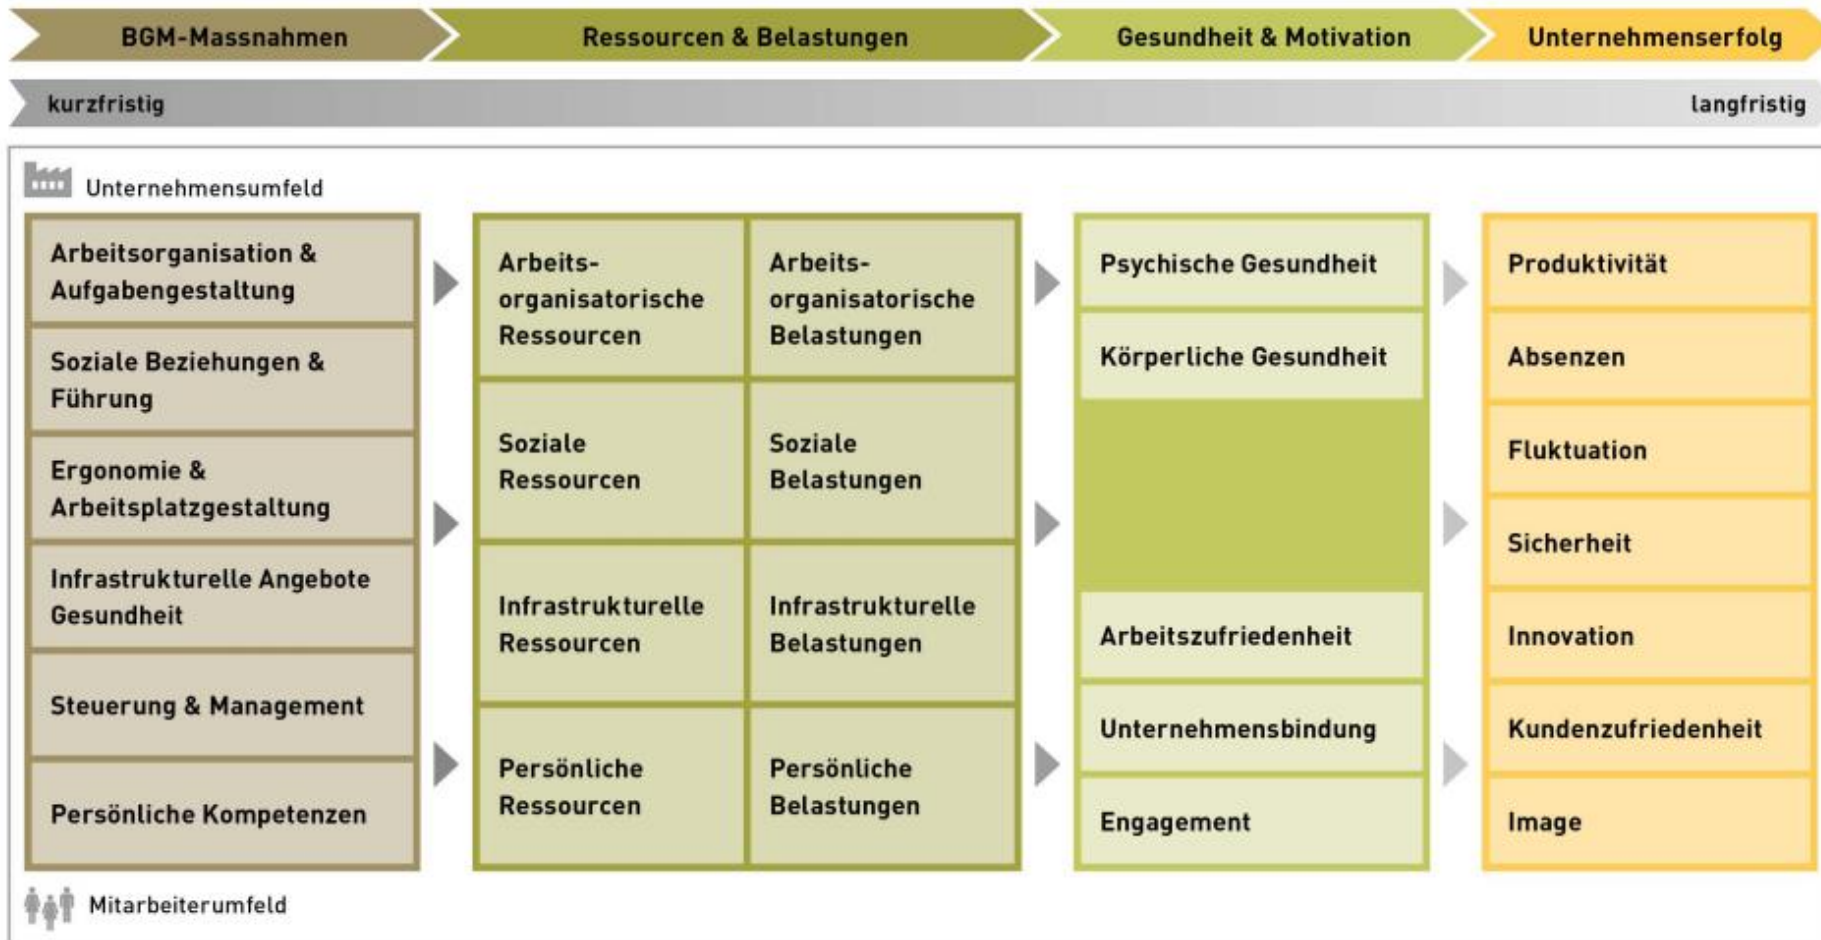 BGM-Massnahmen
Ressourcen & Belastungen
Gesundheit & Motivation
Unternehmenserfolg
kurzfristig
langfristig
Unternehmensumfeld
Arbeitsorganisation &
Aufgabengestaltung
Soziale Beziehungen &
Führung
Ergonomie &
Arbeitsplatzgestaltung
Infrastrukturelle Angebote
Gesundheit
Steuerung & Management
Persönliche Kompetenzen
Arbeits-
organisatorische
Ressourcen
Arbeits-
organisatorische
Belastungen
Soziale
Ressourcen
Soziale
Belastungen
Infrastrukturelle
Ressourcen
Infrastrukturelle
Belastungen
Persönliche
Ressourcen
Persönliche
Belastungen
Psychische Gesundheit
Körperliche Gesundheit
Arbeitszufriedenheit
Unternehmensbindung
Engagement
Produktivität
Absenzen
Fluktuation
Sicherheit
Innovation
Kundenzufriedenheit
Image
Mitarbeiterumfeld